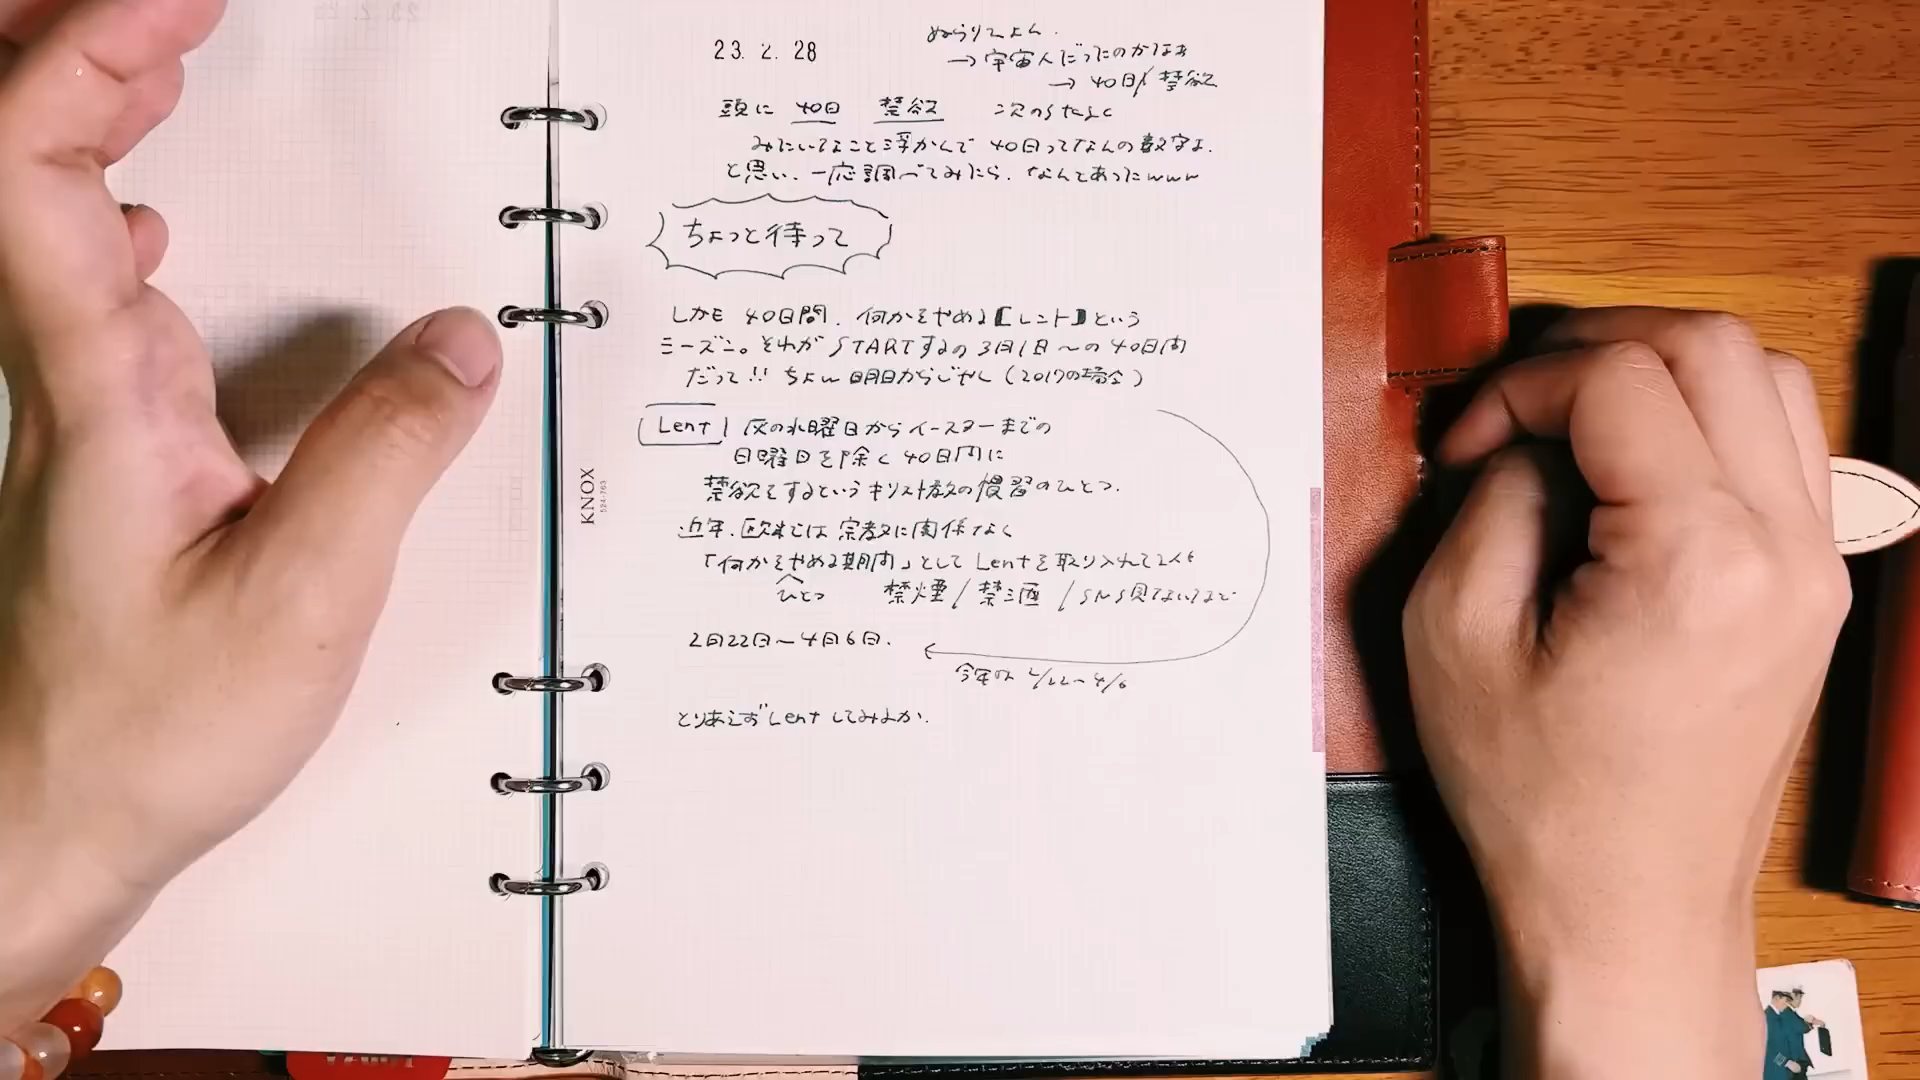 23. 2. 28
ぬらりひょん.
→ 宇宙人だったのかなぁ
→ 40日/禁欲
頭に 40日 禁欲 次の
みたいなこと浮かんで 40日ってなんの数字よ.
と思い、一応調べてみたら、なんとあったwww
ちょっと待って
しかも 40日間、何かをやめる【レント】という
シーズン。それがSTARTするの3月1日〜の40日間
だって!! ちょw 明日からじゃん(2017の場合)
Lent 灰の水曜日からイースターまでの
日曜日を除く40日間に
禁欲をするというキリスト教の慣習のひとつ.
近年、欧米では宗教に関係なく
「何かをやめる期間」としてLentを取り入れてる人も
ひとつ 禁煙/禁酒/SNS見ないなど
2月22日〜4月6日.
今年の 2/22〜4/6
とりあえずLentしてみよか.
KNOX
524-763